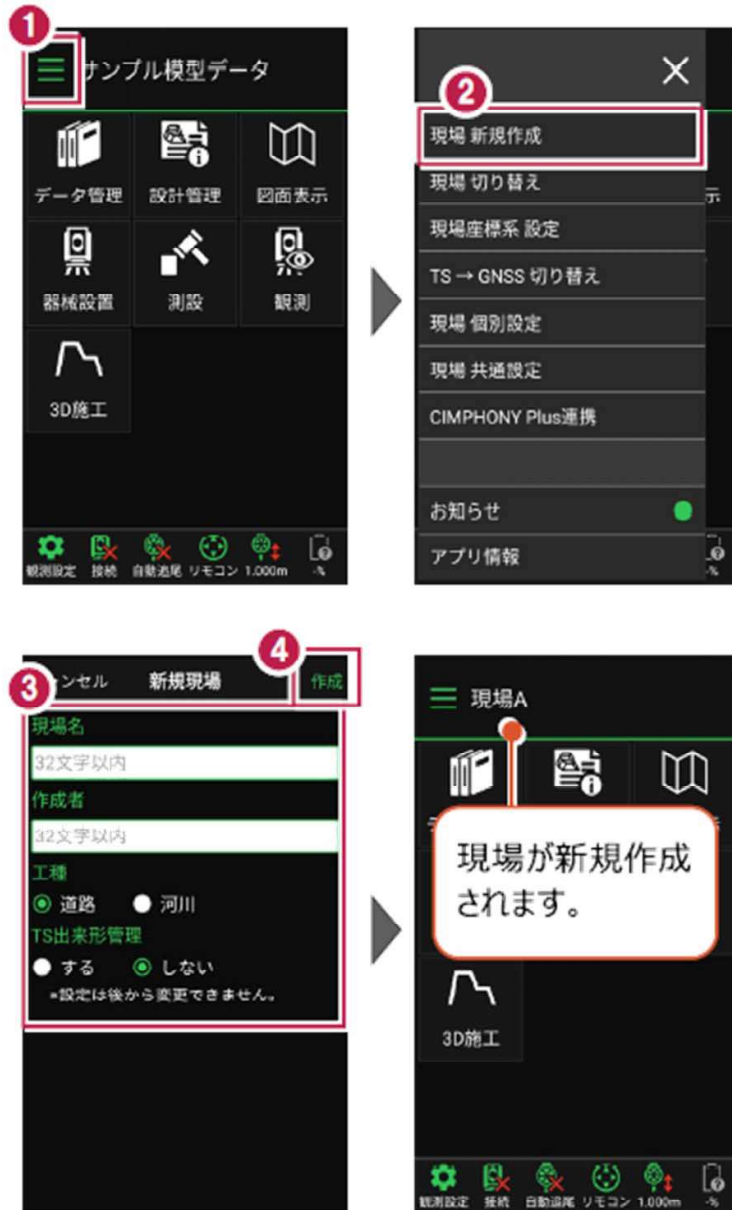 1
サンプル模型データ
データ管理
設計管理
図面表示
器械設置
測設
観測
3D施工
観測設定
接続
自動追尾
リモコン
1.000m
-%
2
現場 新規作成
現場 切り替え
現場座標系 設定
TS → GNSS 切り替え
現場 個別設定
現場 共通設定
CIMPHONY Plus連携
お知らせ
アプリ情報
示
-%
3
ンセル
新規現場
4
作成
現場名
32文字以内
作成者
32文字以内
工種
道路
河川
TS出来形管理
する
しない
*設定は後から変更できません。
現場A
現場が新規作成
されます。
3D施工
観測設定
接続
自動追尾
リモコン
1.000m
-%